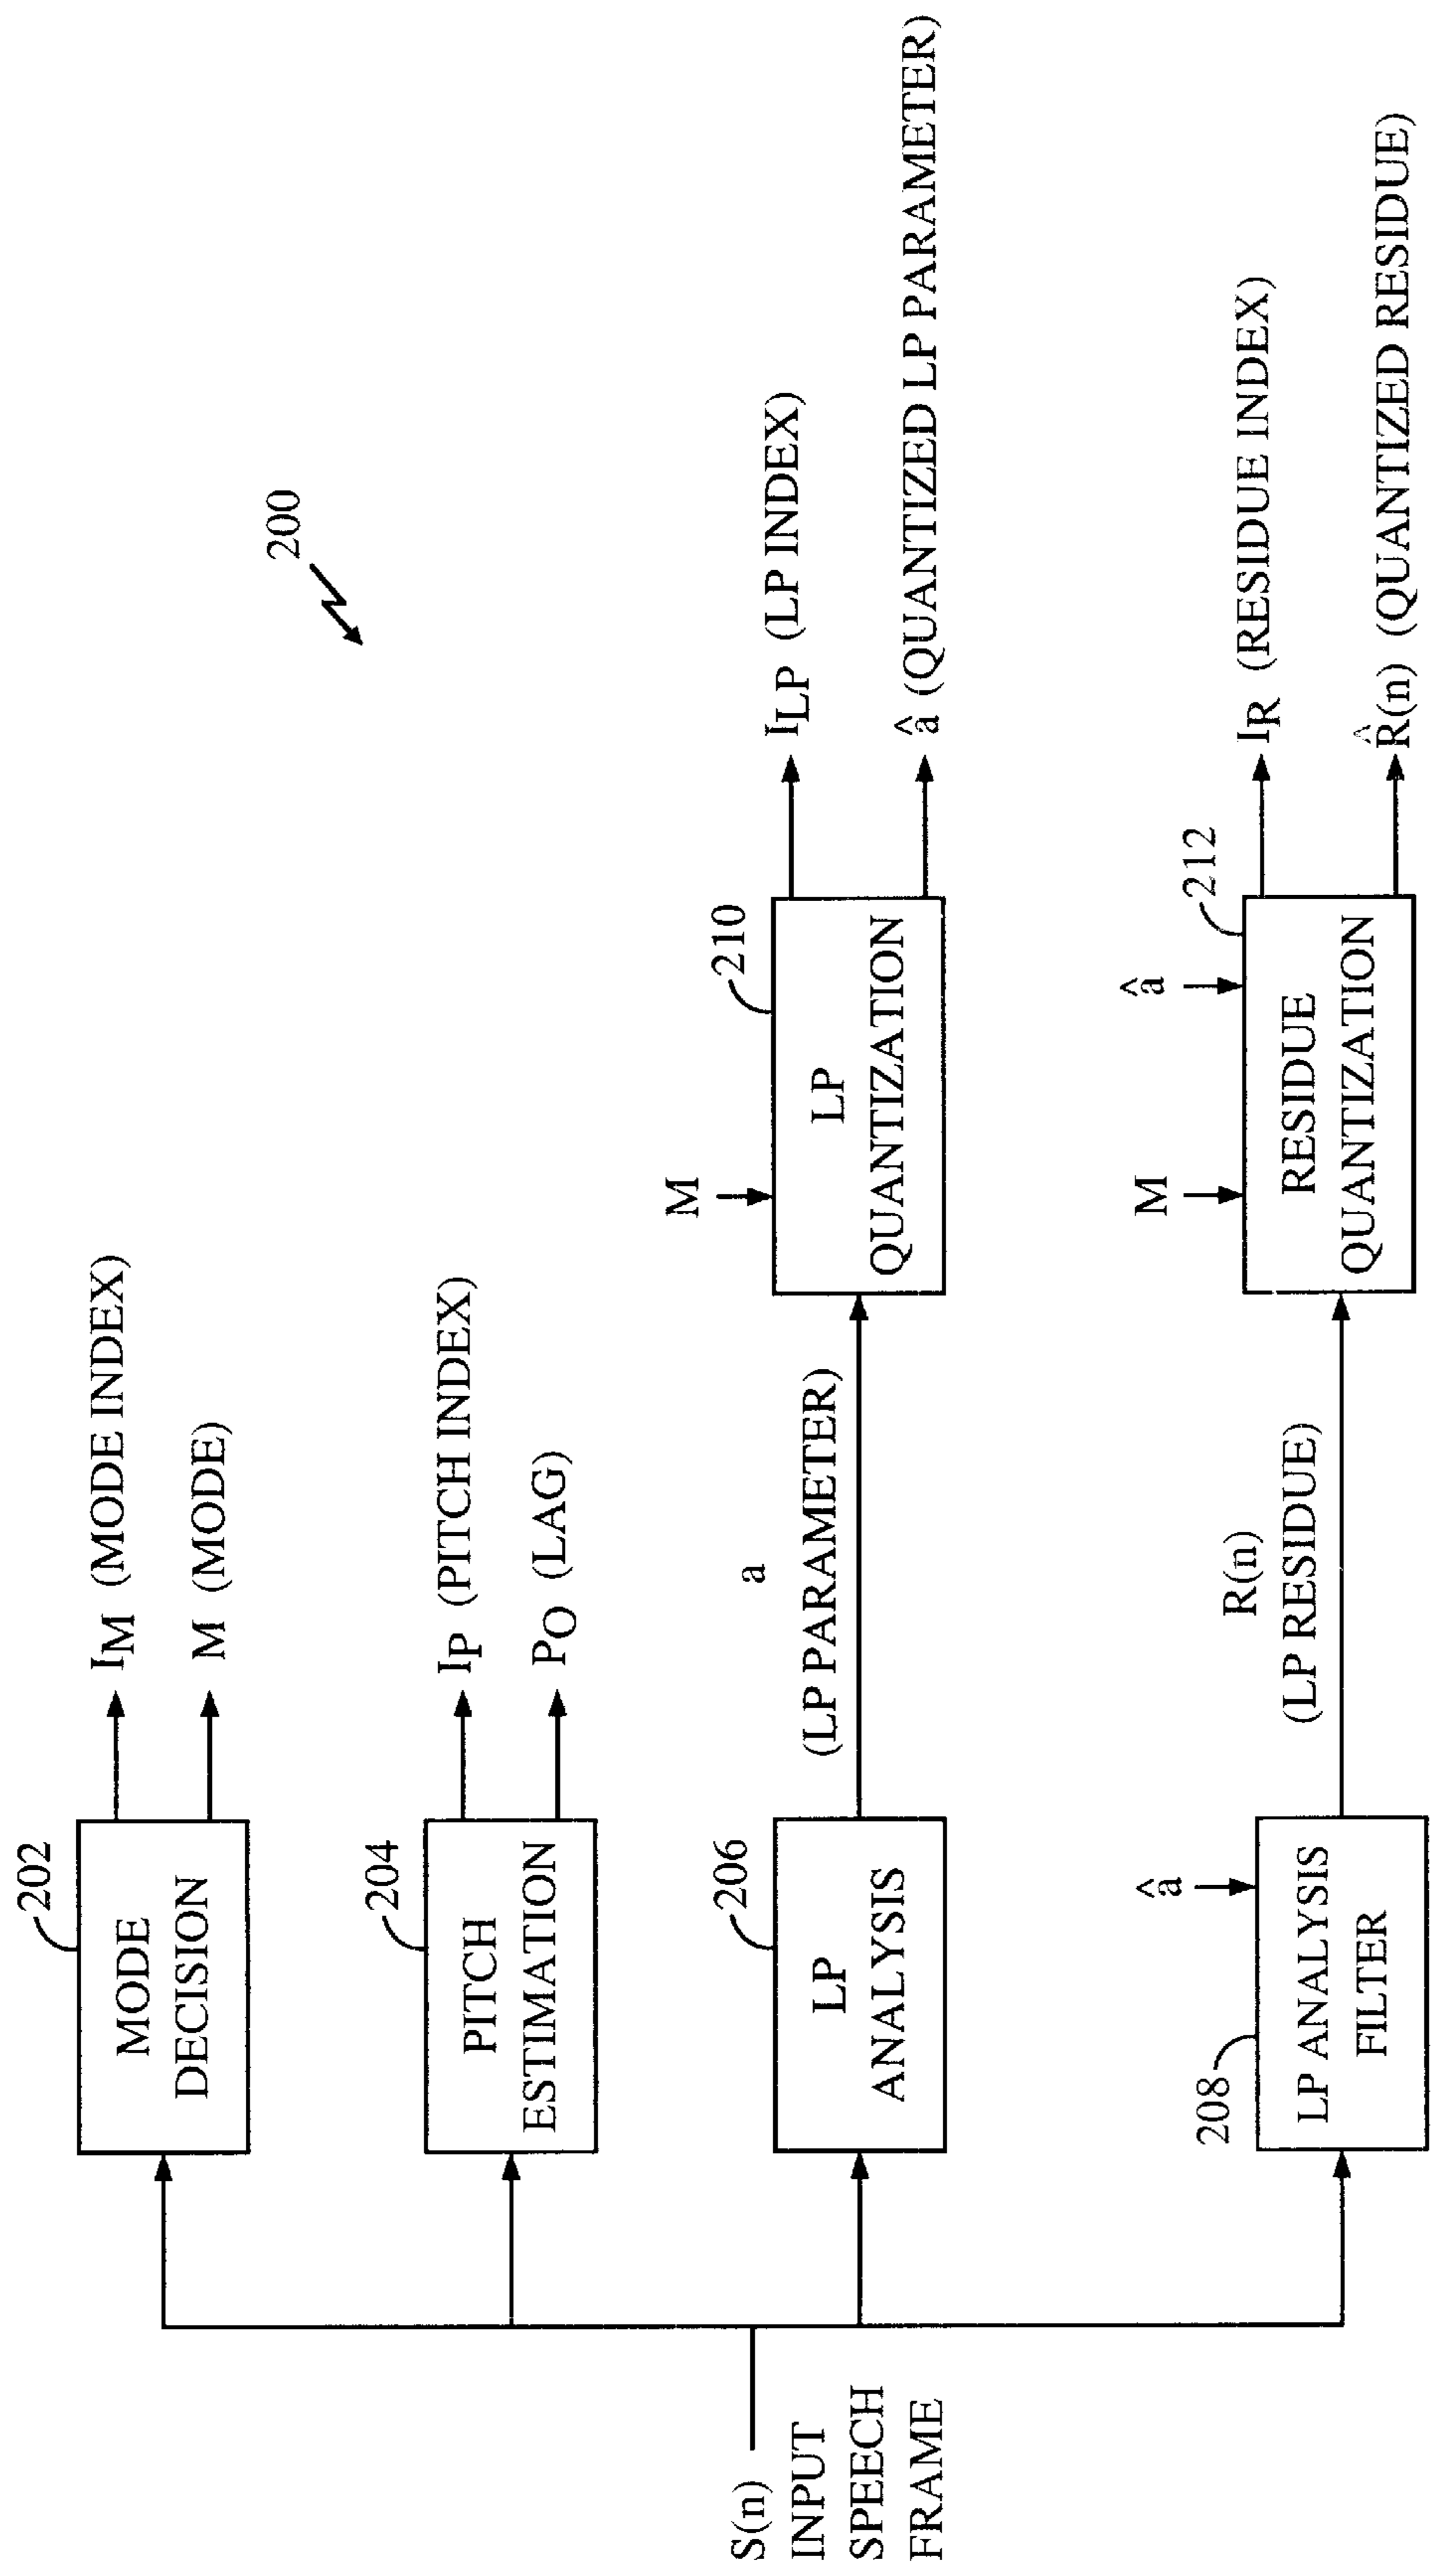 200
S(n)
INPUT
SPEECH
FRAME
202
MODE
DECISION
I_M (MODE INDEX)
M (MODE)
204
PITCH
ESTIMATION
I_P (PITCH INDEX)
P_O (LAG)
206
LP
ANALYSIS
a
(LP PARAMETER)
M
210
LP
QUANTIZATION
I_LP (LP INDEX)
â (QUANTIZED LP PARAMETER)
208
â
LP ANALYSIS
FILTER
R(n)
(LP RESIDUE)
M
â
212
RESIDUE
QUANTIZATION
I_R (RESIDUE INDEX)
R̂(n) (QUANTIZED RESIDUE)